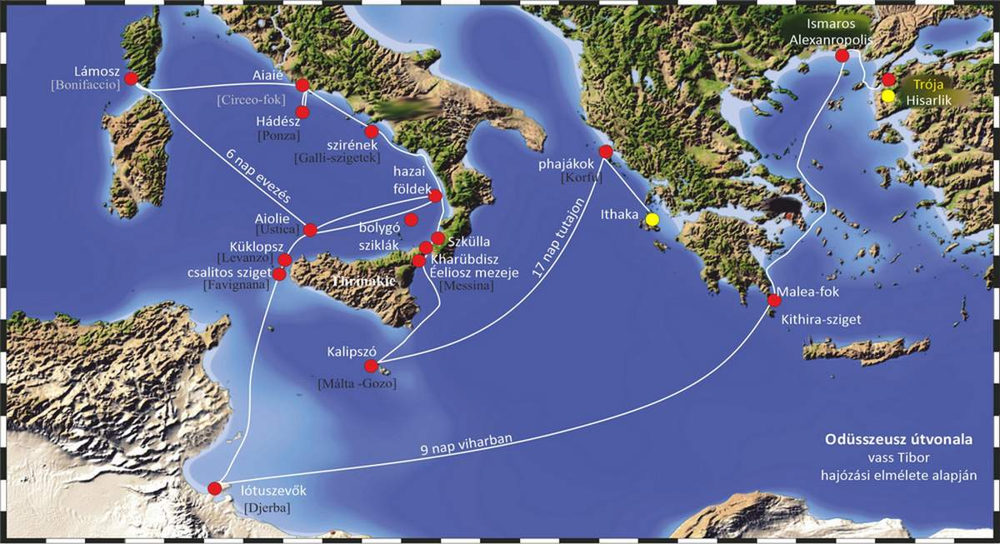 Ismaros
Alexanropolis
Trója
Hisarlik
Lámosz
[Bonifaccio]
Aiaié
[Circeo-fok]
Hádész
[Ponza]
szirének
[Galli-szigetek]
6 nap evezés
hazai
földek
phajákok
[Korfu]
Ithaka
17 nap tutajon
Aiolie
[Ustica]
bolygó
sziklák
Szkülla
Küklopsz
[Levanzo]
Kharübdisz
csalitos sziget
[Favignana]
Éeliosz mezeje
[Messina]
Thrinakié
Malea-fok
Kithira-sziget
Kalipszó
[Málta -Gozo]
9 nap viharban
lótuszevők
[Djerba]
Odüsszeusz útvonala
vass Tibor
hajózási elmélete alapján